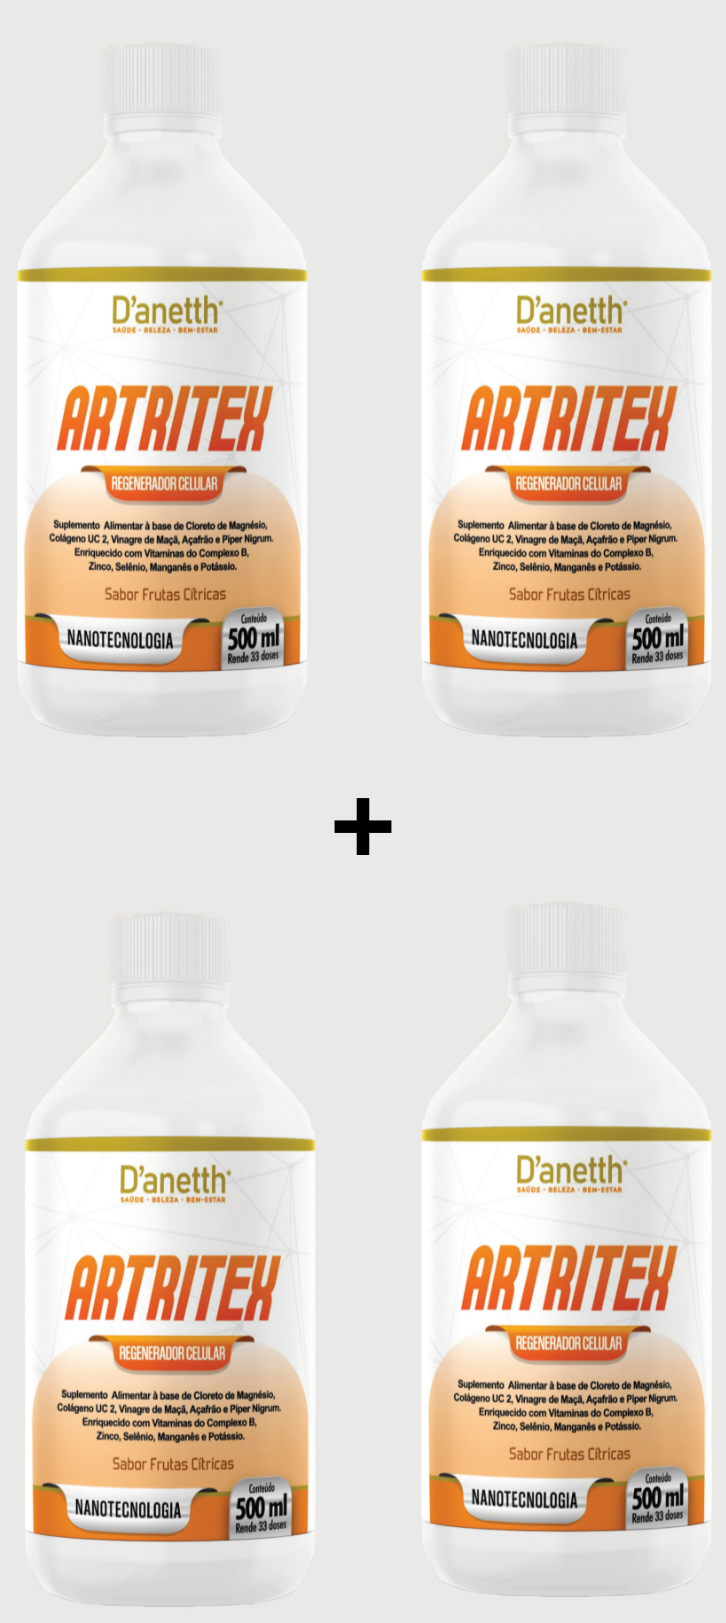 D'anetth®
SAÚDE • BELEZA • BEM-ESTAR
ARTRITEX
REGENERADOR CELULAR
Suplemento Alimentar à base de Cloreto de Magnésio,
Colágeno UC 2, Vinagre de Maçã, Açafrão e Piper Nigrum.
Enriquecido com Vitaminas do Complexo B,
Zinco, Selênio, Manganês e Potássio.
Sabor Frutas Cítricas
NANOTECNOLOGIA
Conteúdo
500 ml
Rende 33 doses
D'anetth®
SAÚDE • BELEZA • BEM-ESTAR
ARTRITEX
REGENERADOR CELULAR
Suplemento Alimentar à base de Cloreto de Magnésio,
Colágeno UC 2, Vinagre de Maçã, Açafrão e Piper Nigrum.
Enriquecido com Vitaminas do Complexo B,
Zinco, Selênio, Manganês e Potássio.
Sabor Frutas Cítricas
NANOTECNOLOGIA
Conteúdo
500 ml
Rende 33 doses
+
D'anetth®
SAÚDE • BELEZA • BEM-ESTAR
ARTRITEX
REGENERADOR CELULAR
Suplemento Alimentar à base de Cloreto de Magnésio,
Colágeno UC 2, Vinagre de Maçã, Açafrão e Piper Nigrum.
Enriquecido com Vitaminas do Complexo B,
Zinco, Selênio, Manganês e Potássio.
Sabor Frutas Cítricas
NANOTECNOLOGIA
Conteúdo
500 ml
Rende 33 doses
D'anetth®
SAÚDE • BELEZA • BEM-ESTAR
ARTRITEX
REGENERADOR CELULAR
Suplemento Alimentar à base de Cloreto de Magnésio,
Colágeno UC 2, Vinagre de Maçã, Açafrão e Piper Nigrum.
Enriquecido com Vitaminas do Complexo B,
Zinco, Selênio, Manganês e Potássio.
Sabor Frutas Cítricas
NANOTECNOLOGIA
Conteúdo
500 ml
Rende 33 doses